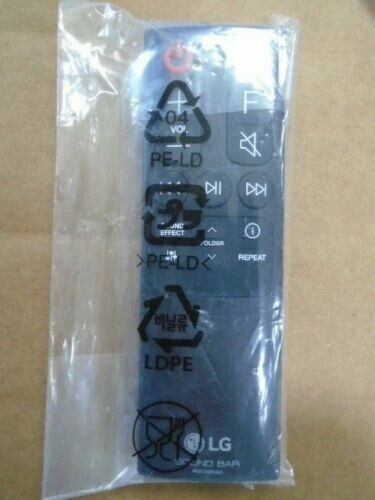 F
04
VOL
PE-LD
SOUND
EFFECT
FOLDER
REPEAT
>PE-LD<
비닐류
LDPE
LG
SOUND BAR